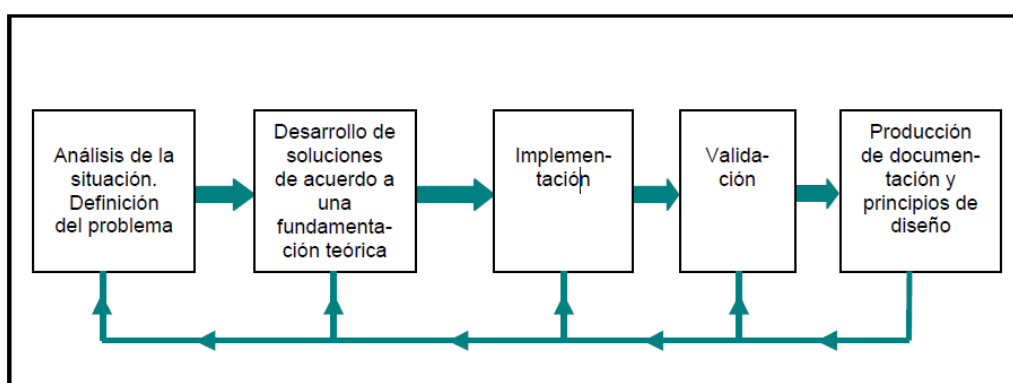 Análisis de la
situación.
Definición
del problema
Desarrollo de
soluciones
de acuerdo a
una
fundamenta-
ción teórica
Implemen-
tación
Valida-
ción
Producción
de documen-
tación y
principios de
diseño